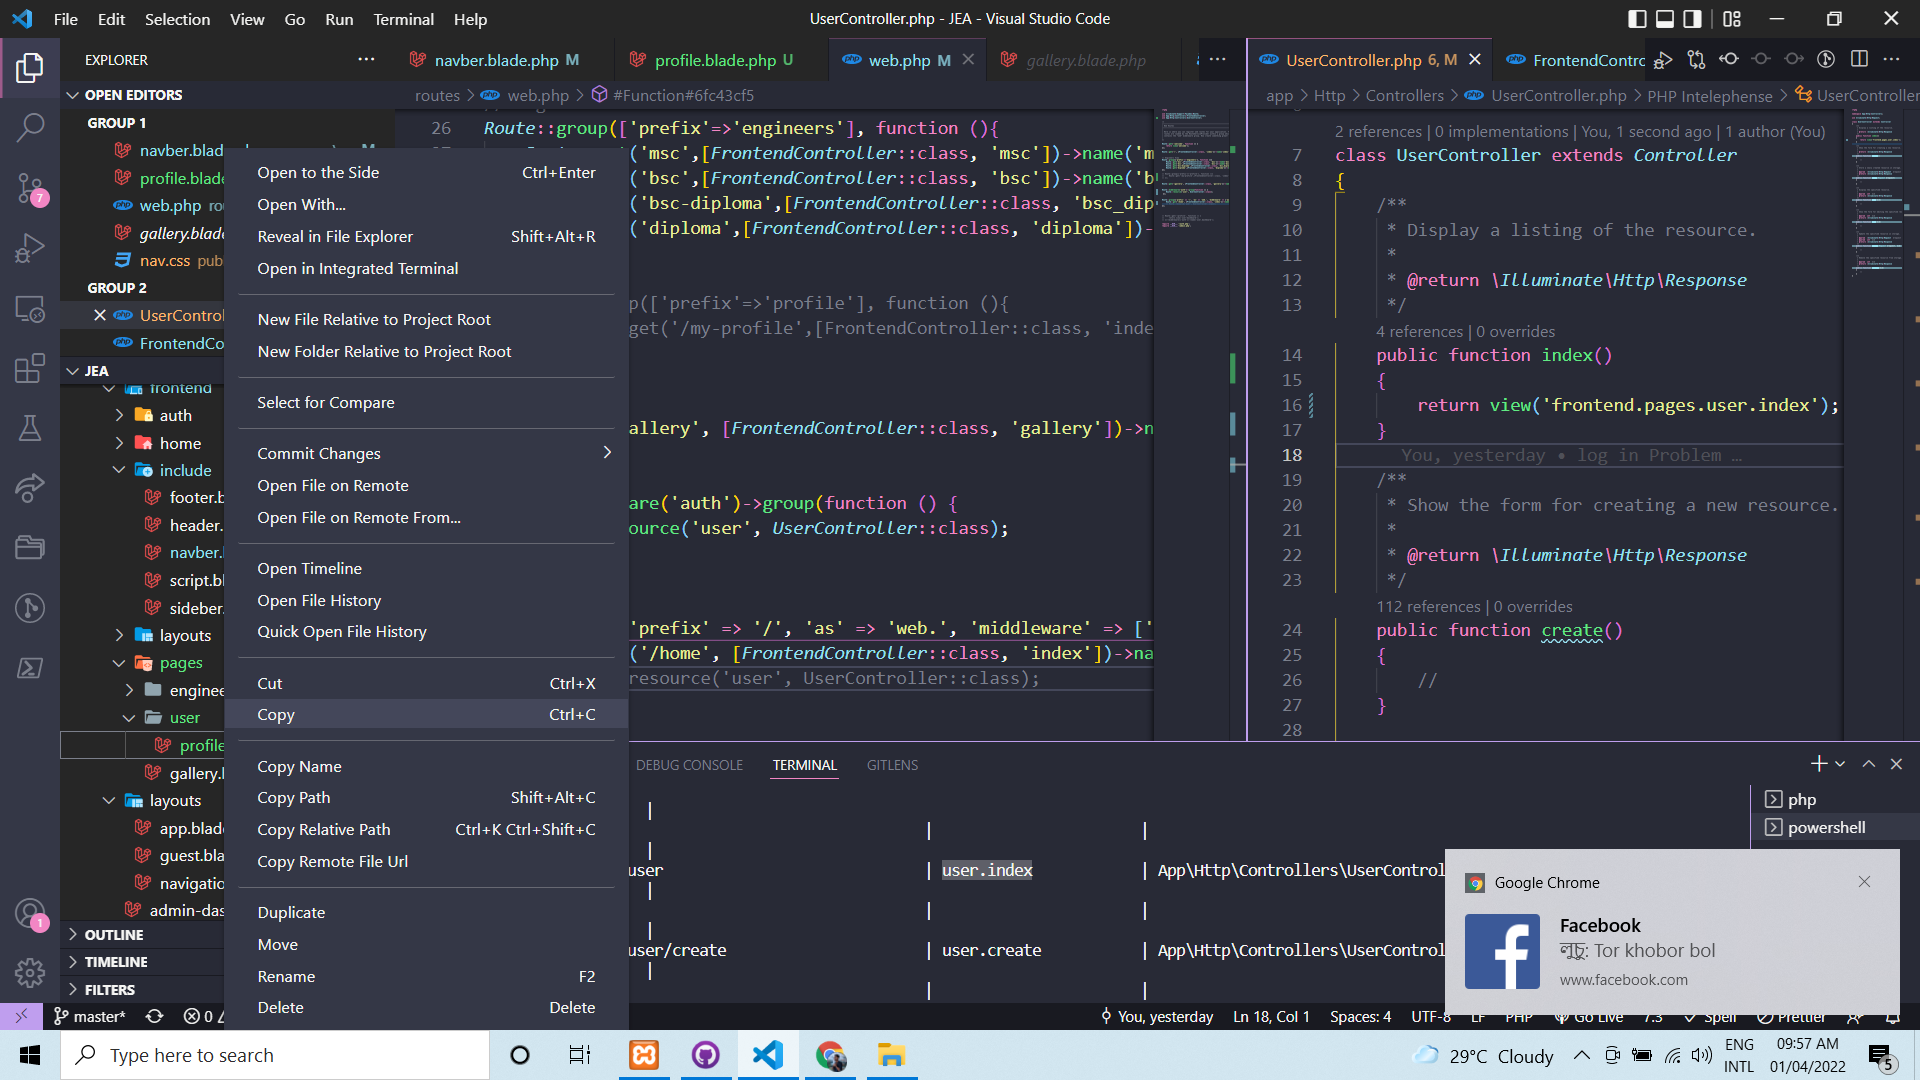 File Edit Selection View Go Run Terminal Help
UserController.php - JEA - Visual Studio Code
EXPLORER
OPEN EDITORS
GROUP 1
navber.blad
profile.blade
web.php ro
gallery.blade
nav.css pub
GROUP 2
UserControl
FrontendCo
JEA
frontend
auth
home
include
footer.b
header.
navber.
script.bl
sideber.
layouts
pages
enginee
user
profile
gallery.l
layouts
app.blad
guest.bla
navigatio
admin-das
OUTLINE
TIMELINE
FILTERS
7
1
Open to the Side Ctrl+Enter
Open With...
Reveal in File Explorer Shift+Alt+R
Open in Integrated Terminal
New File Relative to Project Root
New Folder Relative to Project Root
Select for Compare
Commit Changes
Open File on Remote
Open File on Remote From...
Open Timeline
Open File History
Quick Open File History
Cut Ctrl+X
Copy Ctrl+C
Copy Name
Copy Path Shift+Alt+C
Copy Relative Path Ctrl+K Ctrl+Shift+C
Copy Remote File Url
Duplicate
Move
Rename F2
Delete Delete
navber.blade.php M
profile.blade.php U
web.php M
gallery.blade.php
routes > web.php > #Function#6fc43cf5
26 Route::group(['prefix'=>'engineers'], function (){
('msc',[FrontendController::class, 'msc'])->name('m
('bsc',[FrontendController::class, 'bsc'])->name('b
('bsc-diploma',[FrontendController::class, 'bsc_dip
('diploma',[FrontendController::class, 'diploma'])-
p(['prefix'=>'profile'], function (){
get('/my-profile',[FrontendController::class, 'inde
allery', [FrontendController::class, 'gallery'])->n
are('auth')->group(function () {
ource('user', UserController::class);
'prefix' => '/', 'as' => 'web.', 'middleware' => ['
('/home', [FrontendController::class, 'index'])->na
resource('user', UserController::class);
UserController.php 6, M
FrontendContro
app > Http > Controllers > UserController.php > PHP Intelephense > UserController
2 references | 0 implementations | You, 1 second ago | 1 author (You)
7 class UserController extends Controller
8 {
9 /**
10 * Display a listing of the resource.
11 *
12 * @return \Illuminate\Http\Response
13 */
4 references | 0 overrides
14 public function index()
15 {
16 return view('frontend.pages.user.index');
17 }
18 You, yesterday • log in Problem …
19 /**
20 * Show the form for creating a new resource.
21 *
22 * @return \Illuminate\Http\Response
23 */
112 references | 0 overrides
24 public function create()
25 {
26 //
27 }
28
DEBUG CONSOLE TERMINAL GITLENS
php
powershell
user | user.index | App\Http\Controllers\UserControl
user/create | user.create | App\Http\Controllers\UserControl
Google Chrome
Facebook
লুচু: Tor khobor bol
www.facebook.com
master* 0
You, yesterday Ln 18, Col 1 Spaces: 4 UTF-8 LF PHP Go Live 7.3 Spell Prettier
Type here to search
29°C Cloudy
ENG
INTL
09:57 AM
01/04/2022
5